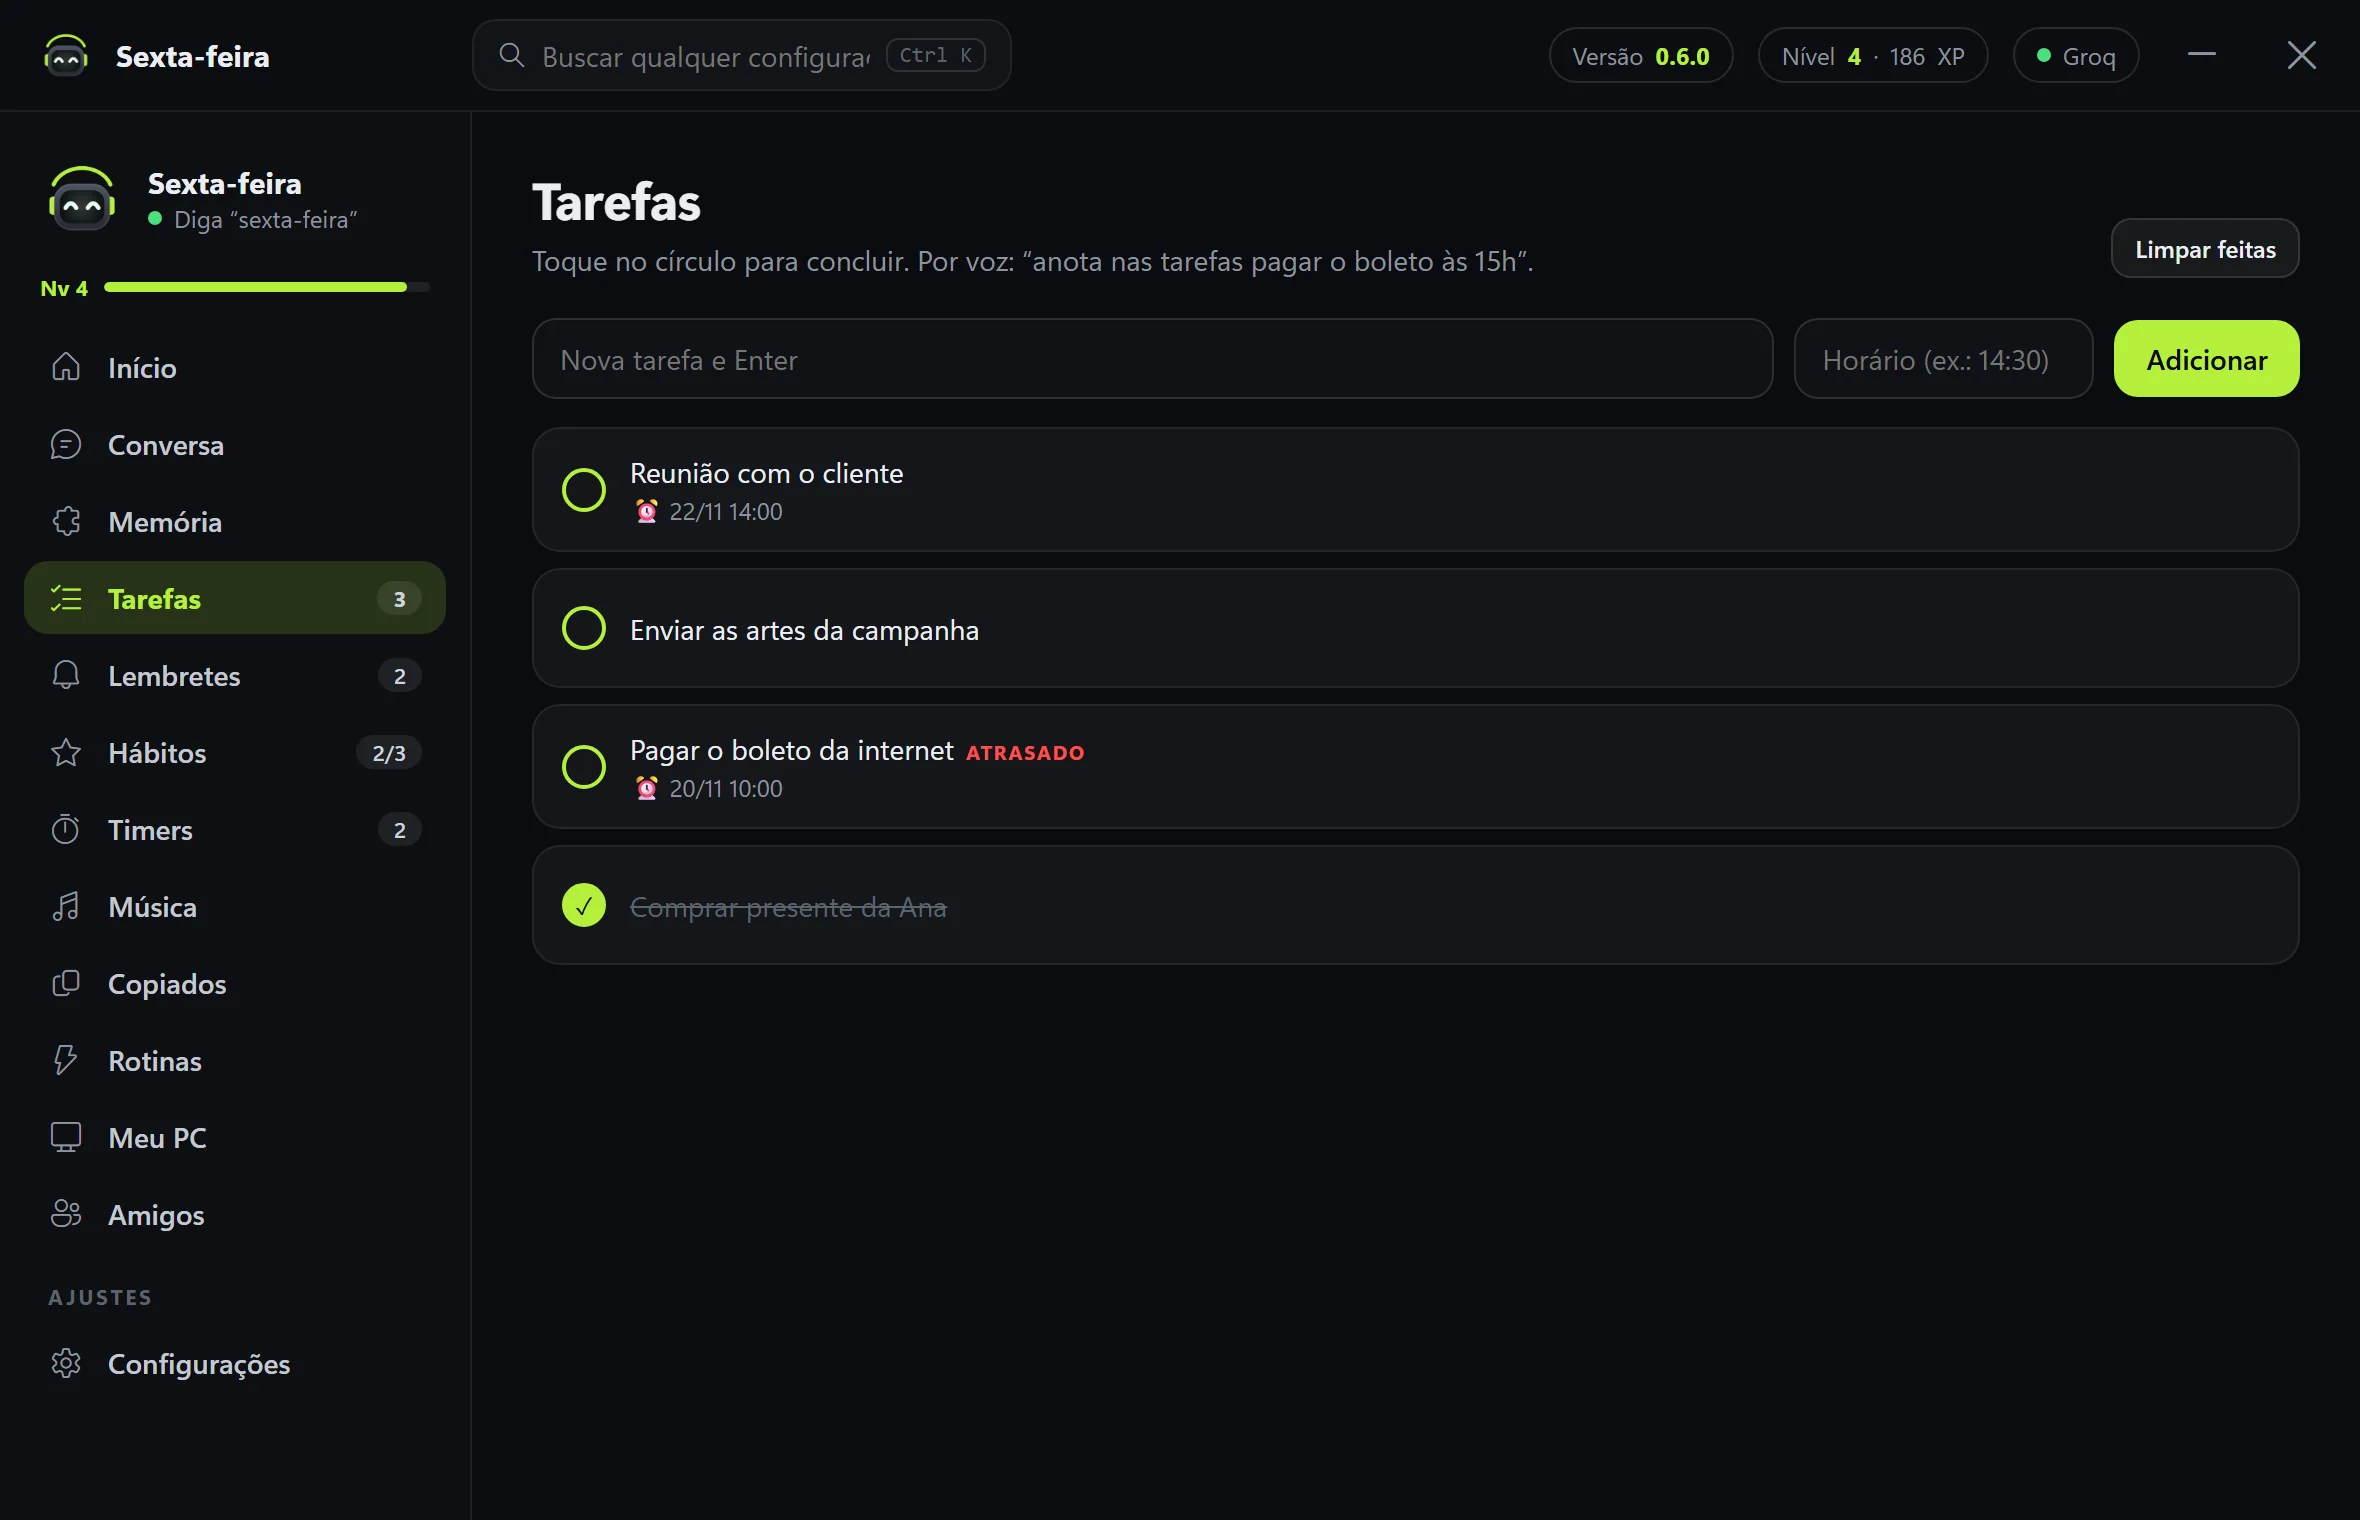 Sexta-feira
Buscar qualquer configura
Ctrl K
Versão 0.6.0
Nível 4 · 186 XP
Groq
Sexta-feira
Diga “sexta-feira”
Nv 4
Início
Conversa
Memória
Tarefas 3
Lembretes 2
Hábitos 2/3
Timers 2
Música
Copiados
Rotinas
Meu PC
Amigos
AJUSTES
Configurações
Tarefas
Toque no círculo para concluir. Por voz: “anota nas tarefas pagar o boleto às 15h”.
Limpar feitas
Nova tarefa e Enter
Horário (ex.: 14:30)
Adicionar
Reunião com o cliente
22/11 14:00
Enviar as artes da campanha
Pagar o boleto da internet ATRASADO
20/11 10:00
Comprar presente da Ana